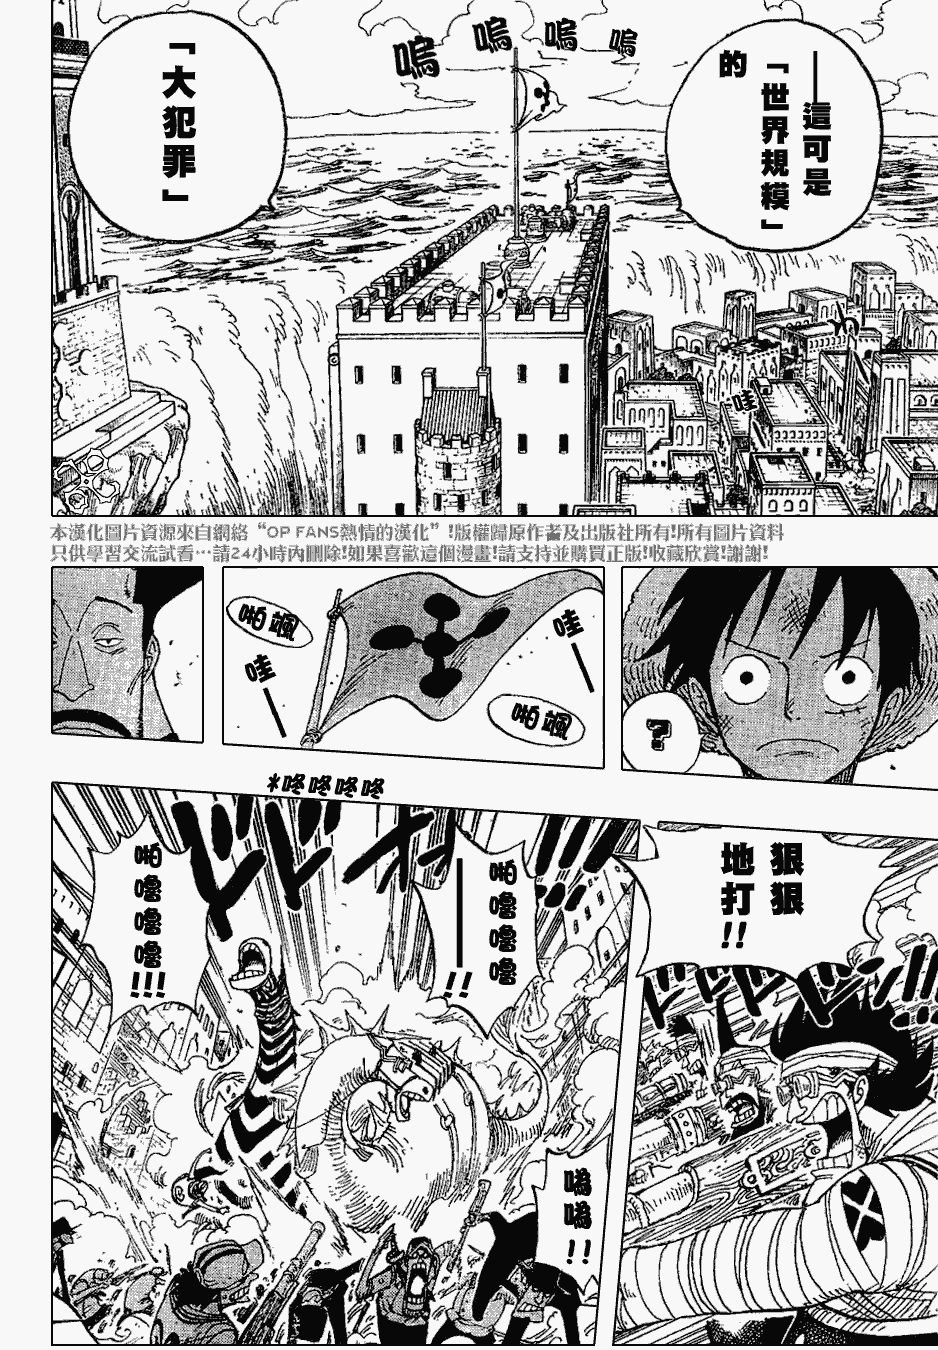 ——這可是
「世界規模」
的
「大犯罪」
嗚
嗚
嗚
嗚
哇
本漢化圖片資源來自網絡“OP FANS熱情的漢化”!版權歸原作者及出版社所有!所有圖片資料
只供學習交流試看…請24小時內刪除!如果喜歡這個漫畫!請支持並購買正版!收藏欣賞!謝謝!
?
哇——
啪颯
啪颯
哇——
*咚咚咚咚
狠狠
地打!!
ドドドド
啪嚕嚕嚕
——!!
啪嚕嚕嚕!!!
嗚嗚!!